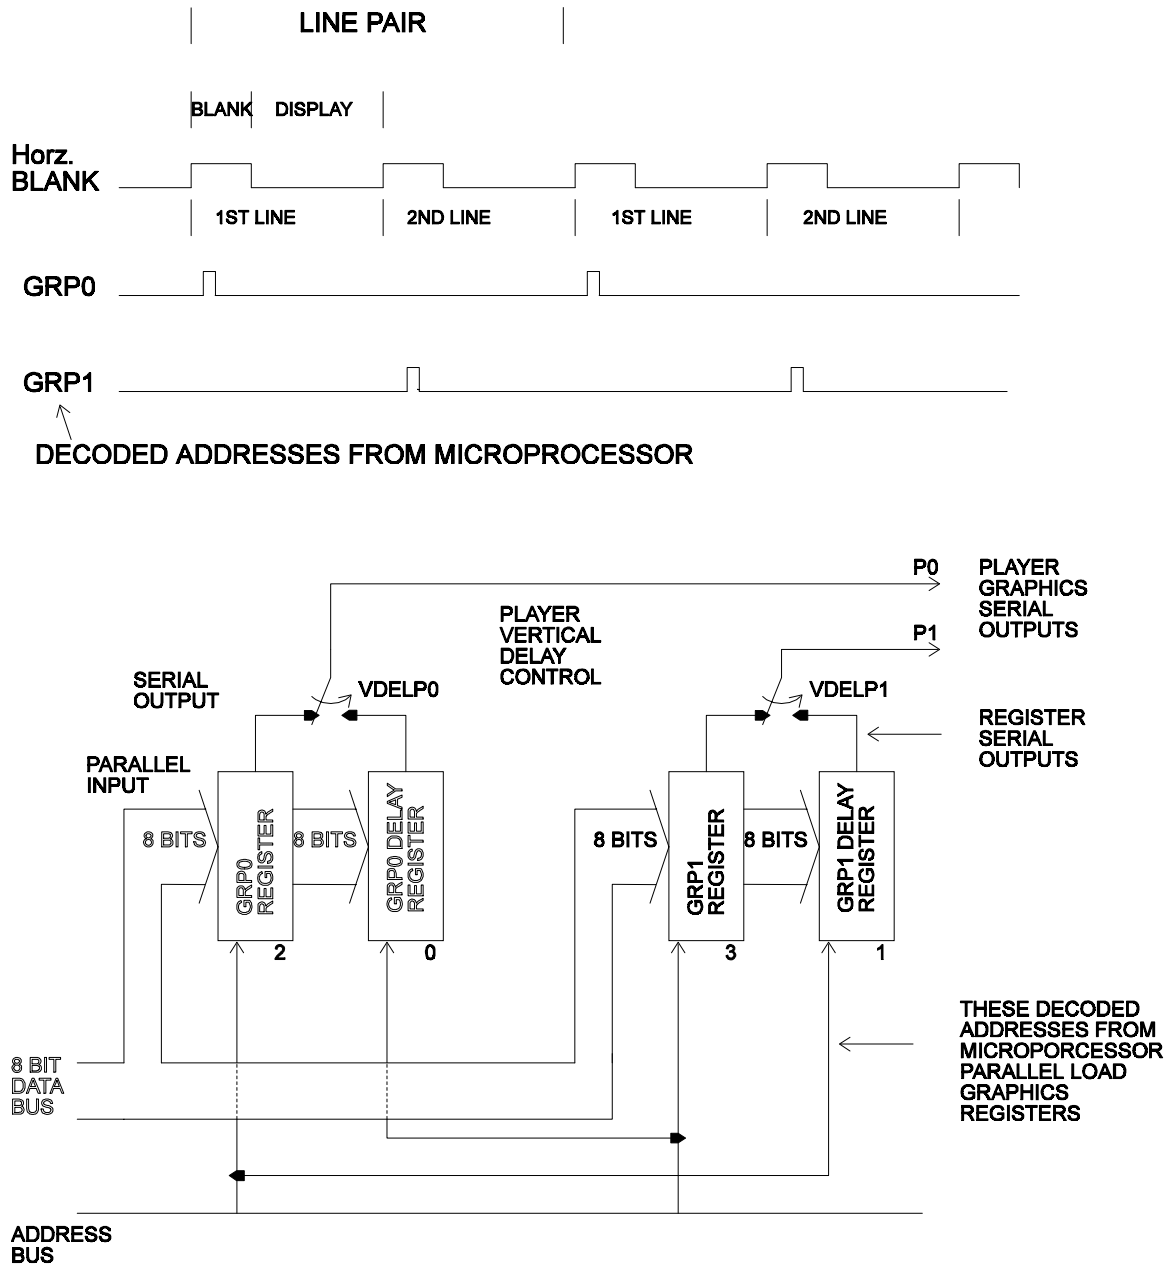 LINE PAIR
BLANK
DISPLAY
Horz.
BLANK
1ST LINE
2ND LINE
1ST LINE
2ND LINE
GRP0
GRP1
DECODED ADDRESSES FROM MICROPROCESSOR
P0
PLAYER
GRAPHICS
SERIAL
OUTPUTS
P1
PLAYER
VERTICAL
DELAY
CONTROL
SERIAL
OUTPUT
VDELP0
VDELP1
REGISTER
SERIAL
OUTPUTS
PARALLEL
INPUT
8 BITS
GRP0
REGISTER
8 BITS
GRP0 DELAY
REGISTER
8 BITS
GRP1
REGISTER
8 BITS
GRP1 DELAY
REGISTER
2
0
3
1
THESE DECODED
ADDRESSES FROM
MICROPORCESSOR
PARALLEL LOAD
GRAPHICS
REGISTERS
8 BIT
DATA
BUS
ADDRESS
BUS